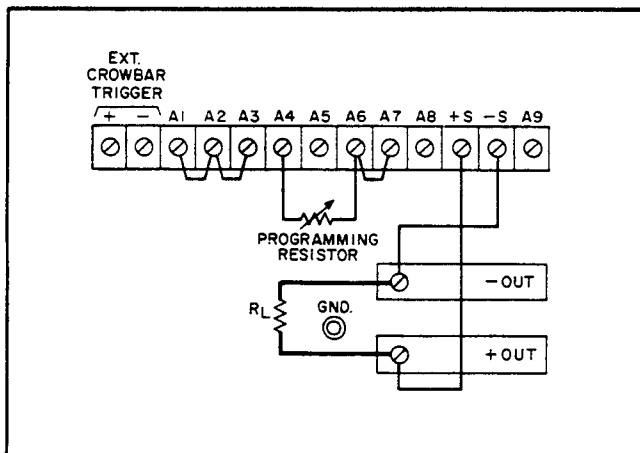 EXT.
CROWBAR
TRIGGER
+ − A1 A2 A3 A4 A5 A6 A7 A8 +S −S A9
PROGRAMMING
RESISTOR
− OUT
RL
GND.
+ OUT